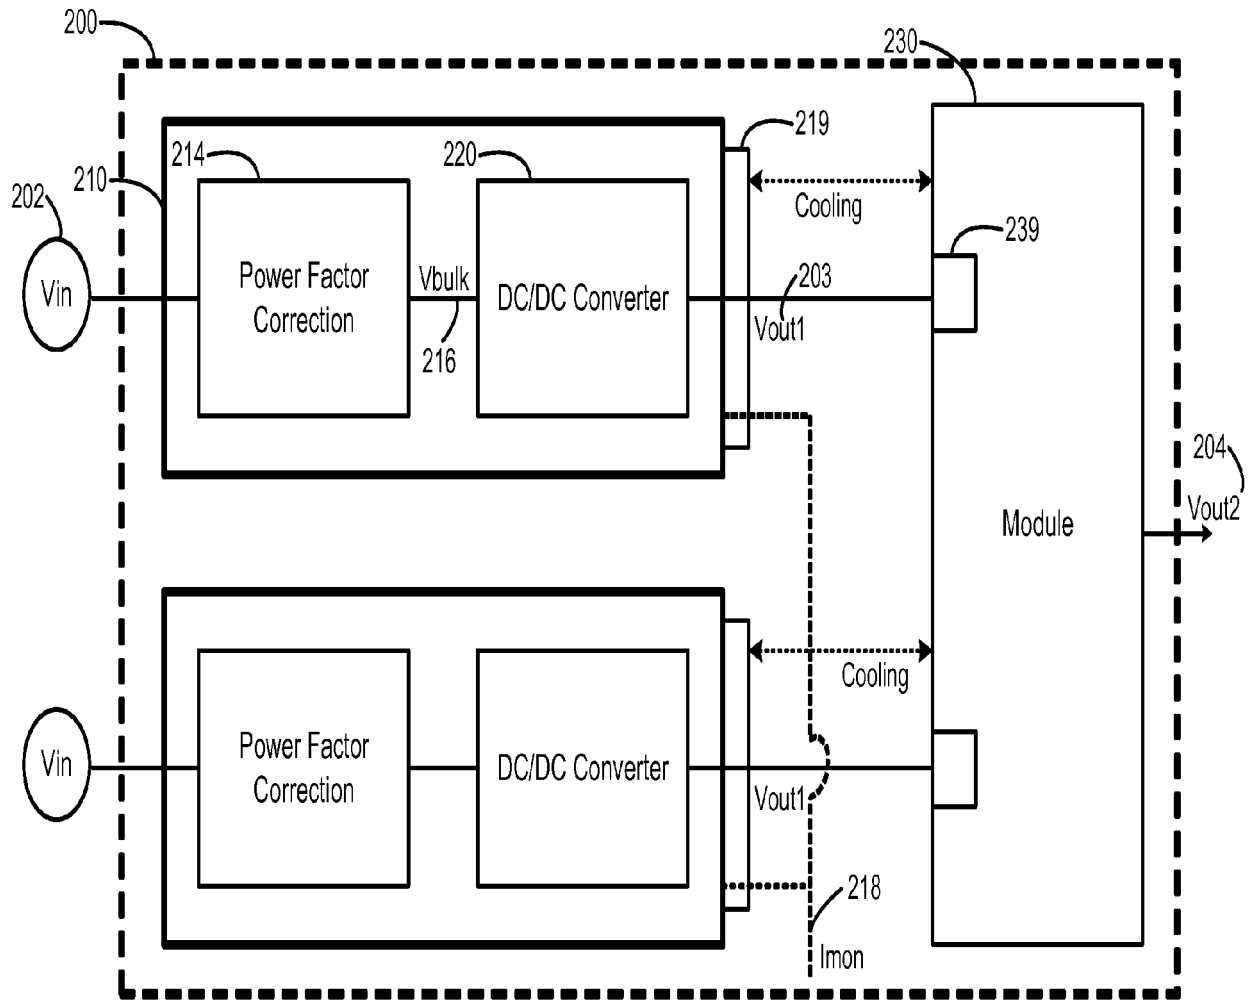 200
230
219
214
220
210
202
Cooling
239
Vin
Power Factor
Correction
Vbulk
216
DC/DC Converter
203
Vout1
204
Vout2
Module
Cooling
Vin
Power Factor
Correction
DC/DC Converter
Vout1
218
Imon